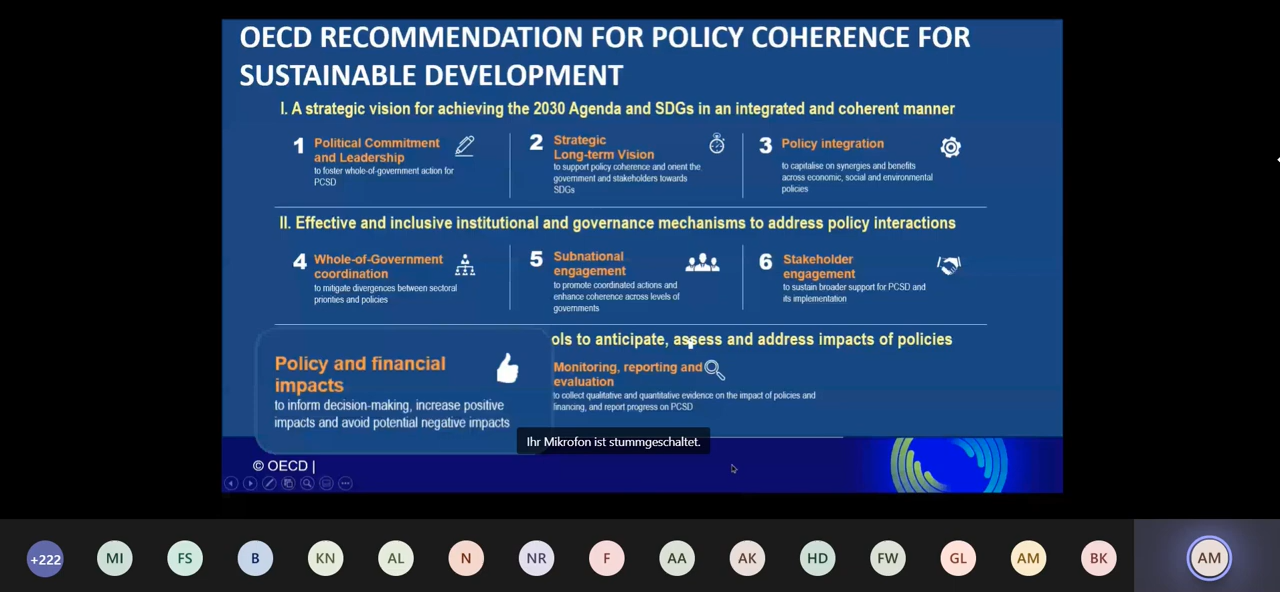 OECD RECOMMENDATION FOR POLICY COHERENCE FOR
SUSTAINABLE DEVELOPMENT
I. A strategic vision for achieving the 2030 Agenda and SDGs in an integrated and coherent manner
1 Political Commitment
and Leadership
to foster whole-of-government action for
PCSD
2 Strategic
Long-term Vision
to support policy coherence and orient the
government and stakeholders towards
SDGs
3 Policy integration
to capitalise on synergies and benefits
across economic, social and environmental
policies
II. Effective and inclusive institutional and governance mechanisms to address policy interactions
4 Whole-of-Government
coordination
to mitigate divergences between sectoral
priorities and policies
5 Subnational
engagement
to promote coordinated actions and
enhance coherence across levels of
governments
6 Stakeholder
engagement
to sustain broader support for PCSD and
its implementation
ols to anticipate, assess and address impacts of policies
Policy and financial
impacts
to inform decision-making, increase positive
impacts and avoid potential negative impacts
Monitoring, reporting and
evaluation
to collect qualitative and quantitative evidence on the impact of policies and
financing, and report progress on PCSD
Ihr Mikrofon ist stummgeschaltet.
© OECD |
+222 MI FS B KN AL N NR F AA AK HD FW GL AM BK AM